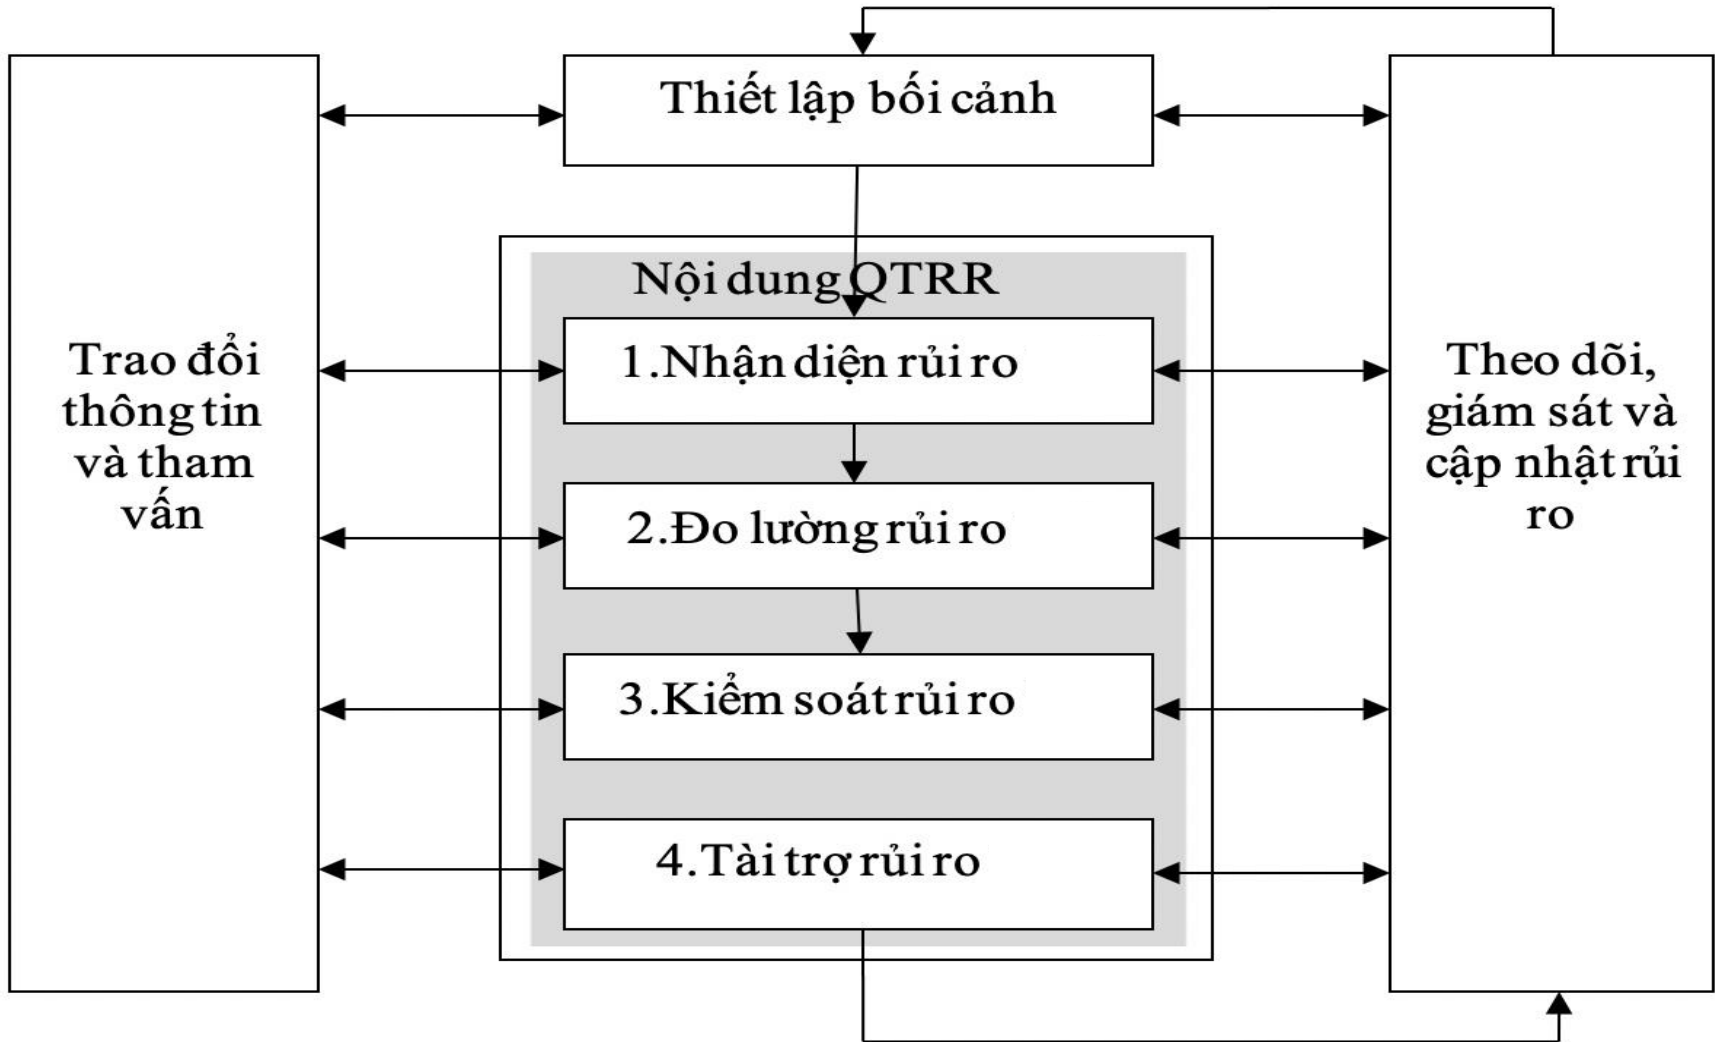 Thiết lập bối cảnh
Nội dung QTRR
Trao đổi
thông tin
và tham
vấn
1.Nhận diện rủi ro
2.Đo lường rủi ro
3.Kiểm soát rủi ro
4.Tài trợ rủi ro
Theo dõi,
giám sát và
cập nhật rủi
ro